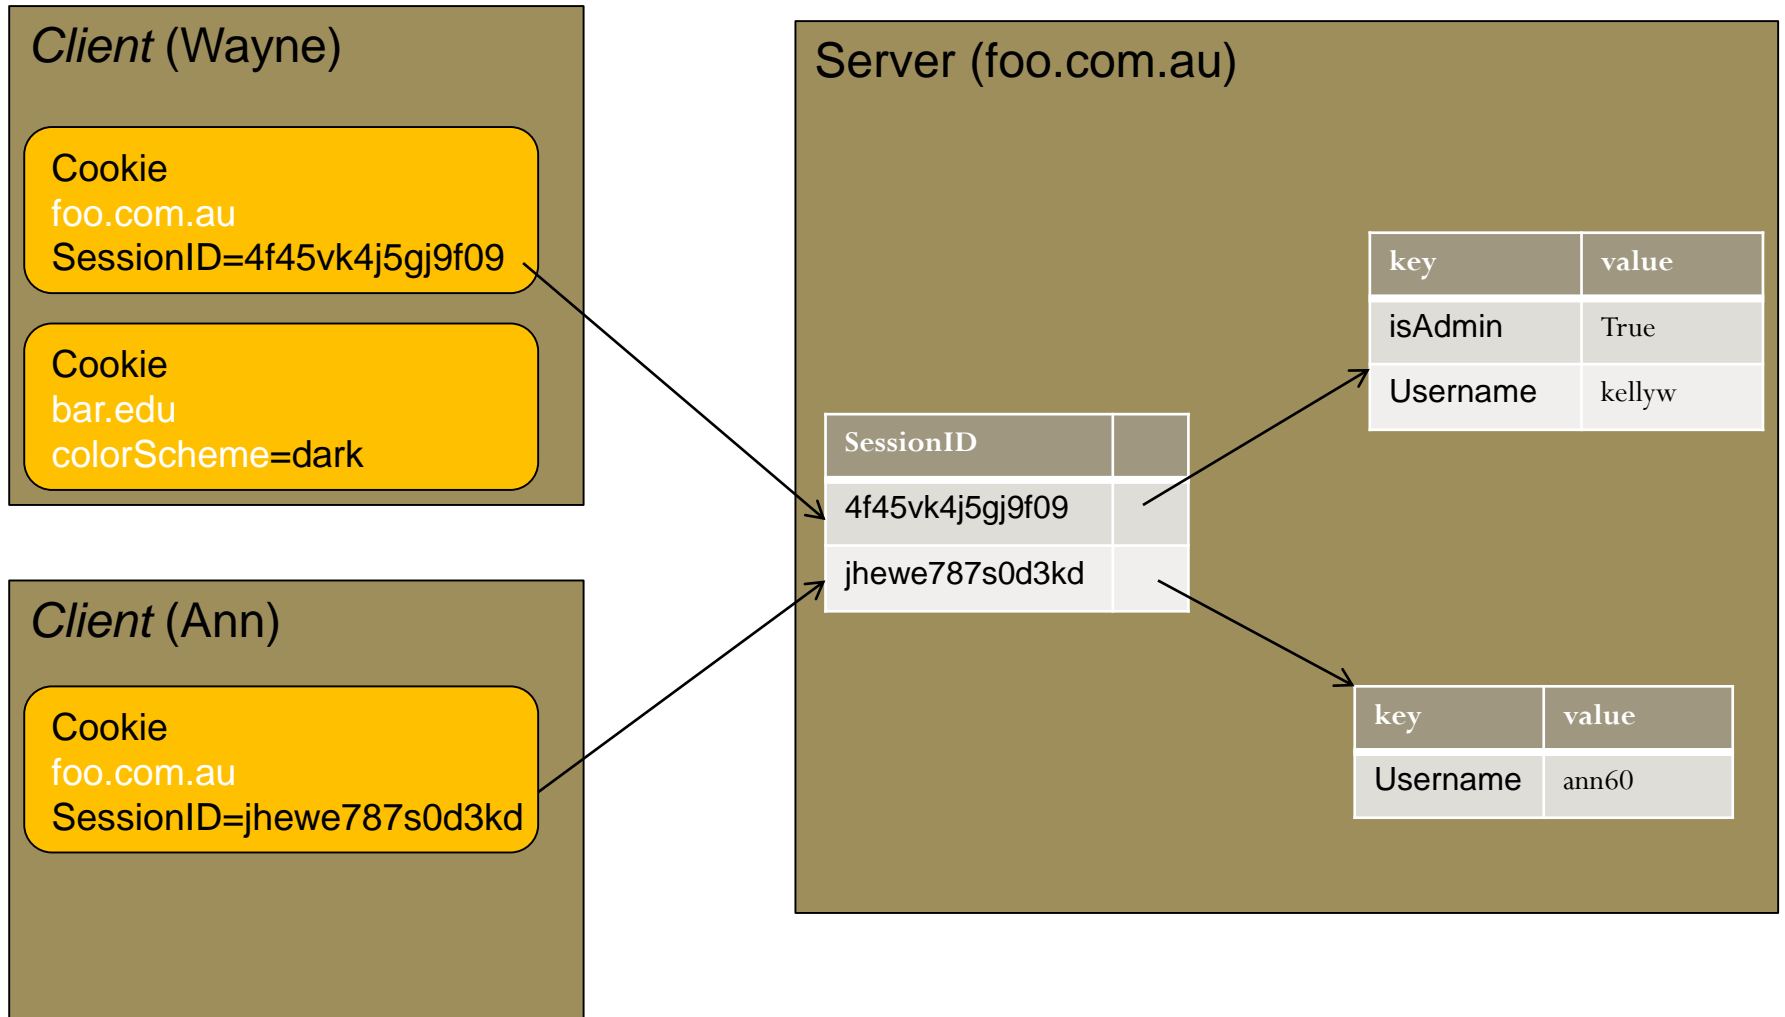 Client (Wayne)
Cookie
foo.com.au
SessionID=4f45vk4j5gj9f09
Cookie
bar.edu
colorScheme=dark
Client (Ann)
Cookie
foo.com.au
SessionID=jhewe787s0d3kd
Server (foo.com.au)
SessionID
4f45vk4j5gj9f09
jhewe787s0d3kd
key value
isAdmin True
Username kellyw
key value
Username ann60